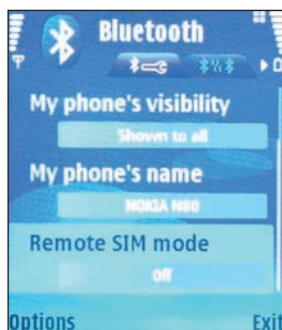 Bluetooth
My phone's visibility
Shown to all
My phone's name
NOKIA N80
Remote SIM mode
Off
Options Exit